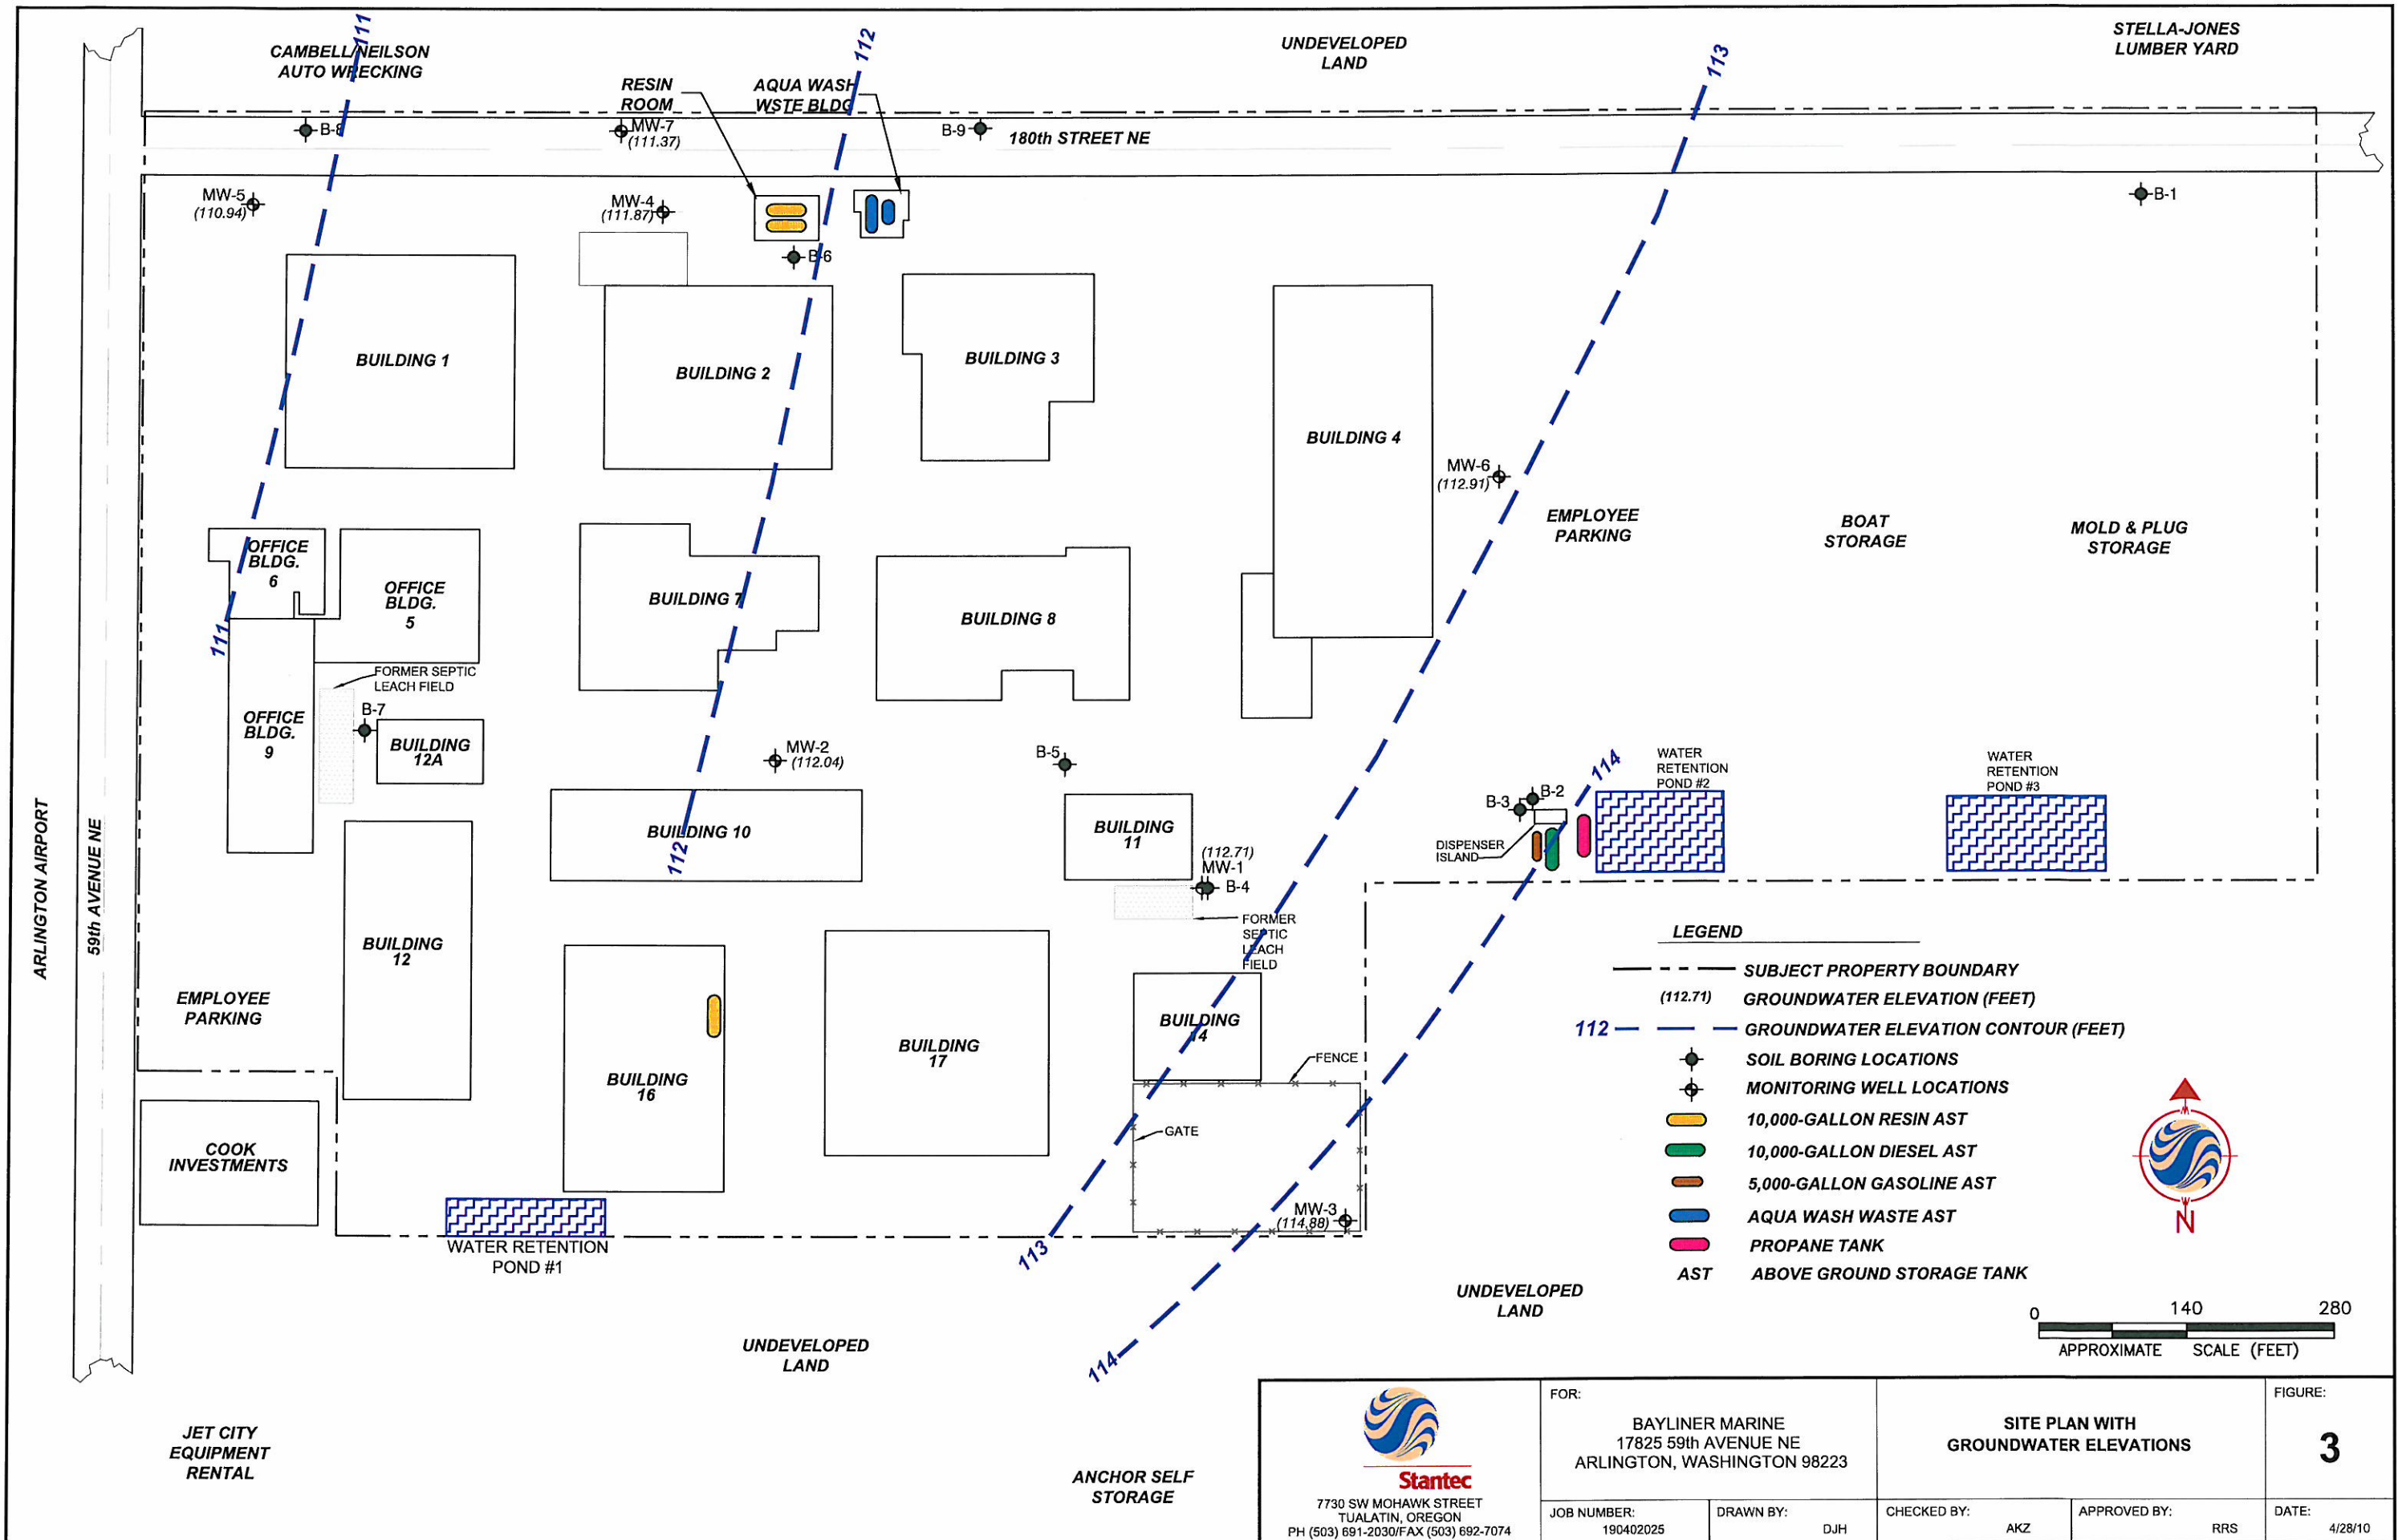 111
112
113
CAMBELL/NEILSON
AUTO WRECKING
UNDEVELOPED
LAND
STELLA-JONES
LUMBER YARD
RESIN
ROOM
AQUA WASH
WSTE BLDG
B-8
MW-7
(111.37)
B-9
180th STREET NE
MW-5
(110.94)
MW-4
(111.87)
B-1
B-6
BUILDING 1
BUILDING 2
BUILDING 3
BUILDING 4
MW-6
(112.91)
EMPLOYEE
PARKING
BOAT
STORAGE
MOLD & PLUG
STORAGE
OFFICE
BLDG.
6
OFFICE
BLDG.
5
BUILDING 7
BUILDING 8
111
FORMER SEPTIC
LEACH FIELD
B-7
OFFICE
BLDG.
9
BUILDING
12A
MW-2
(112.04)
B-5
114
WATER
RETENTION
POND #2
WATER
RETENTION
POND #3
B-3
B-2
DISPENSER
ISLAND
BUILDING 10
112
BUILDING
11
(112.71)
MW-1
B-4
FORMER
SEPTIC
LEACH
FIELD
ARLINGTON AIRPORT
59th AVENUE NE
BUILDING
12
EMPLOYEE
PARKING
BUILDING
16
BUILDING
17
BUILDING
14
FENCE
GATE
COOK
INVESTMENTS
MW-3
(114.88)
WATER RETENTION
POND #1
113
114
UNDEVELOPED
LAND
UNDEVELOPED
LAND
JET CITY
EQUIPMENT
RENTAL
ANCHOR SELF
STORAGE
LEGEND
SUBJECT PROPERTY BOUNDARY
(112.71) GROUNDWATER ELEVATION (FEET)
112 GROUNDWATER ELEVATION CONTOUR (FEET)
SOIL BORING LOCATIONS
MONITORING WELL LOCATIONS
10,000-GALLON RESIN AST
10,000-GALLON DIESEL AST
5,000-GALLON GASOLINE AST
AQUA WASH WASTE AST
PROPANE TANK
AST ABOVE GROUND STORAGE TANK
N
0 140 280
APPROXIMATE SCALE (FEET)
Stantec
7730 SW MOHAWK STREET
TUALATIN, OREGON
PH (503) 691-2030/FAX (503) 692-7074
FOR:
BAYLINER MARINE
17825 59th AVENUE NE
ARLINGTON, WASHINGTON 98223
SITE PLAN WITH
GROUNDWATER ELEVATIONS
FIGURE:
3
JOB NUMBER:
190402025
DRAWN BY:
DJH
CHECKED BY:
AKZ
APPROVED BY:
RRS
DATE:
4/28/10